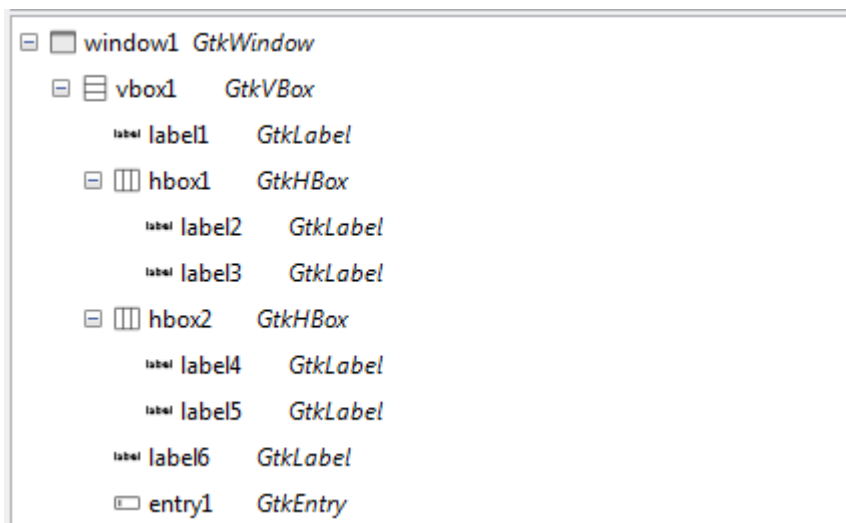 window1 GtkWindow
vbox1 GtkVBox
label label1 GtkLabel
hbox1 GtkHBox
label label2 GtkLabel
label label3 GtkLabel
hbox2 GtkHBox
label label4 GtkLabel
label label5 GtkLabel
label label6 GtkLabel
entry1 GtkEntry